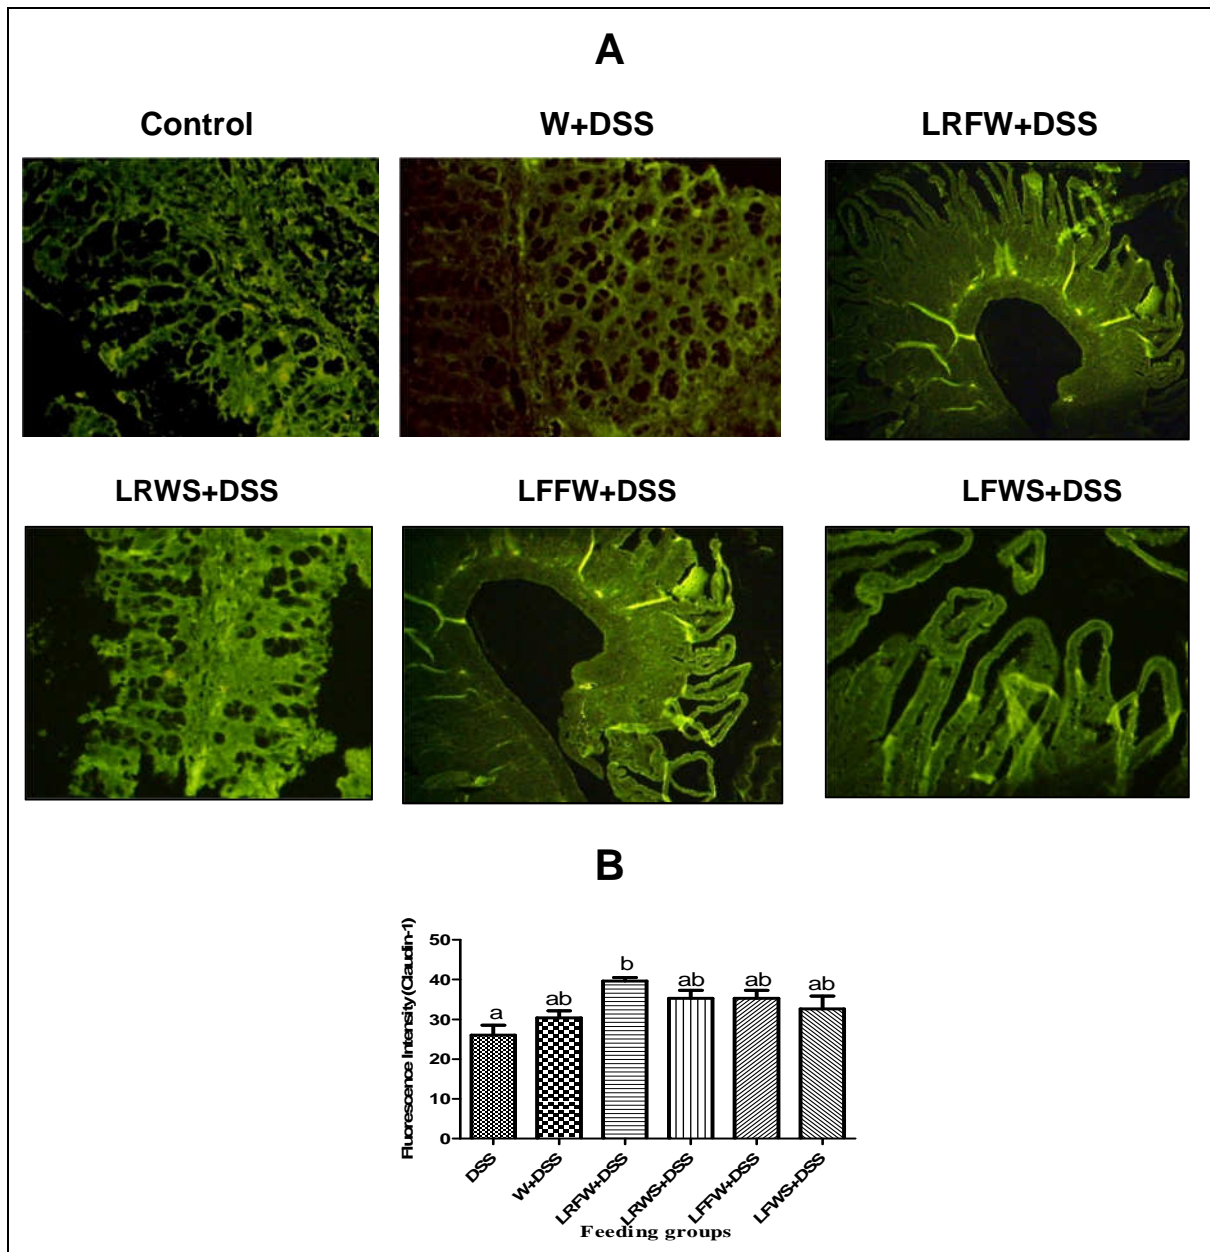 A
Control W+DSS LRFW+DSS
LRWS+DSS LFFW+DSS LFWS+DSS
B
Fluorescence Intensity (Claudin-1)
50
40
30
20
10
0
a ab b ab ab ab
DSS W+DSS LRFW+DSS LRWS+DSS LFFW+DSS LFWS+DSS
Feeding groups